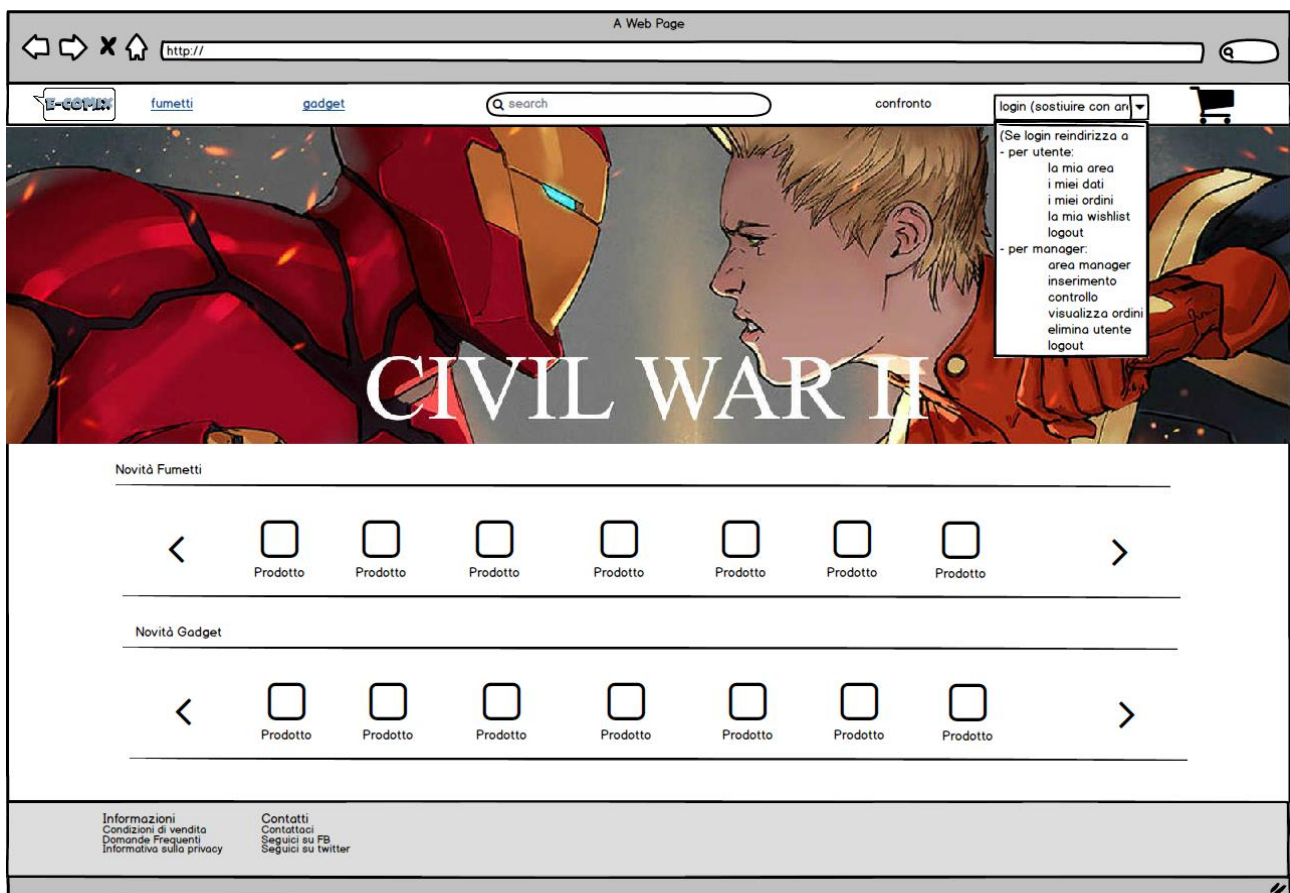 A Web Page
http://
E-COMIX
fumetti
gadget
search
confronto
login (sostiuire con are
(Se login reindirizza a
- per utente:
la mia area
i miei dati
i miei ordini
la mia wishlist
logout
- per manager:
area manager
inserimento
controllo
visualizza ordini
elimina utente
logout
CIVIL WAR II
Novità Fumetti
Prodotto Prodotto Prodotto Prodotto Prodotto Prodotto Prodotto
Novità Gadget
Prodotto Prodotto Prodotto Prodotto Prodotto Prodotto Prodotto
Informazioni
Condizioni di vendita
Domande Frequenti
Informativa sulla privacy
Contatti
Contattaci
Seguici su FB
Seguici su twitter